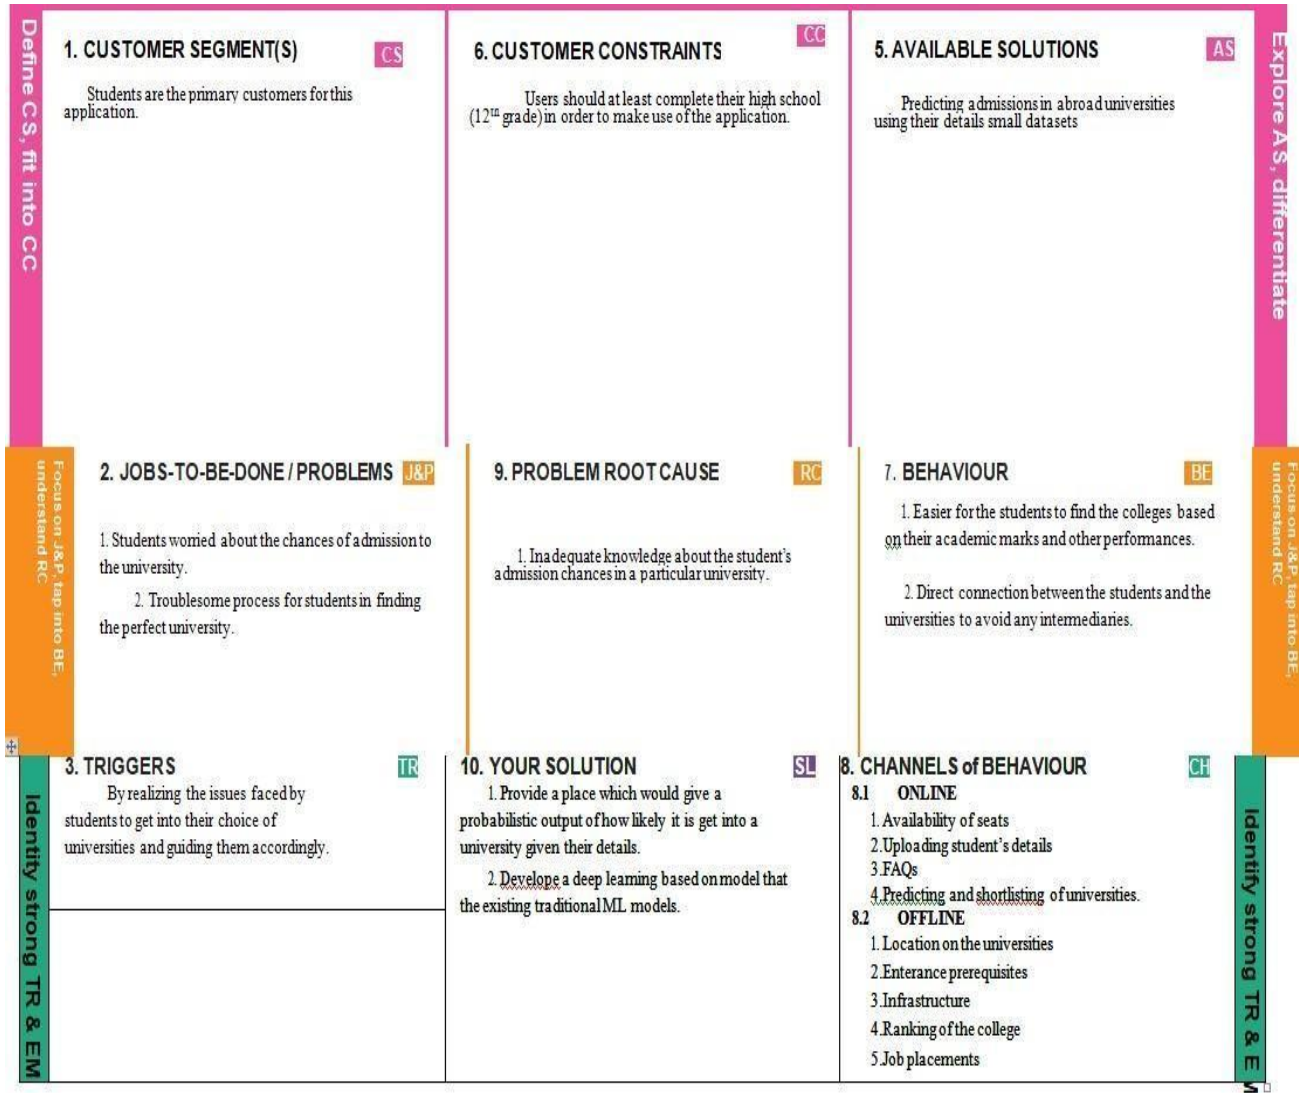 Define CS, fit into CC
1. CUSTOMER SEGMENT(S)
CS
Students are the primary customers for this
application.
6. CUSTOMER CONSTRAINTS
CC
Users should at least complete their high school
(12th grade) in order to make use of the application.
5. AVAILABLE SOLUTIONS
AS
Predicting admissions in abroad universities
using their details small datasets
Explore AS, differentiate
Focus on J&P, tap into BE,
understand RC
2. JOBS-TO-BE-DONE / PROBLEMS
J&P
1. Students worried about the chances of admission to
the university.
2. Troublesome process for students in finding
the perfect university.
9. PROBLEM ROOT CAUSE
RC
1. Inadequate knowledge about the student's
admission chances in a particular university.
7. BEHAVIOUR
BE
1. Easier for the students to find the colleges based
on their academic marks and other performances.
2. Direct connection between the students and the
universities to avoid any intermediaries.
Focus on J&P, tap into BE,
understand RC
Identify strong TR & EM
3. TRIGGERS
TR
By realizing the issues faced by
students to get into their choice of
universities and guiding them accordingly.
10. YOUR SOLUTION
SL
1. Provide a place which would give a
probabilistic output of how likely it is get into a
university given their details.
2. Develope a deep learning based on model that
the existing traditional ML models.
8. CHANNELS of BEHAVIOUR
CH
8.1 ONLINE
1. Availability of seats
2.Uploading student's details
3.FAQs
4.Predicting and shortlisting of universities.
8.2 OFFLINE
1. Location on the universities
2.Enterance prerequisites
3.Infrastructure
4.Ranking of the college
5.Job placements
Identify strong TR & EM